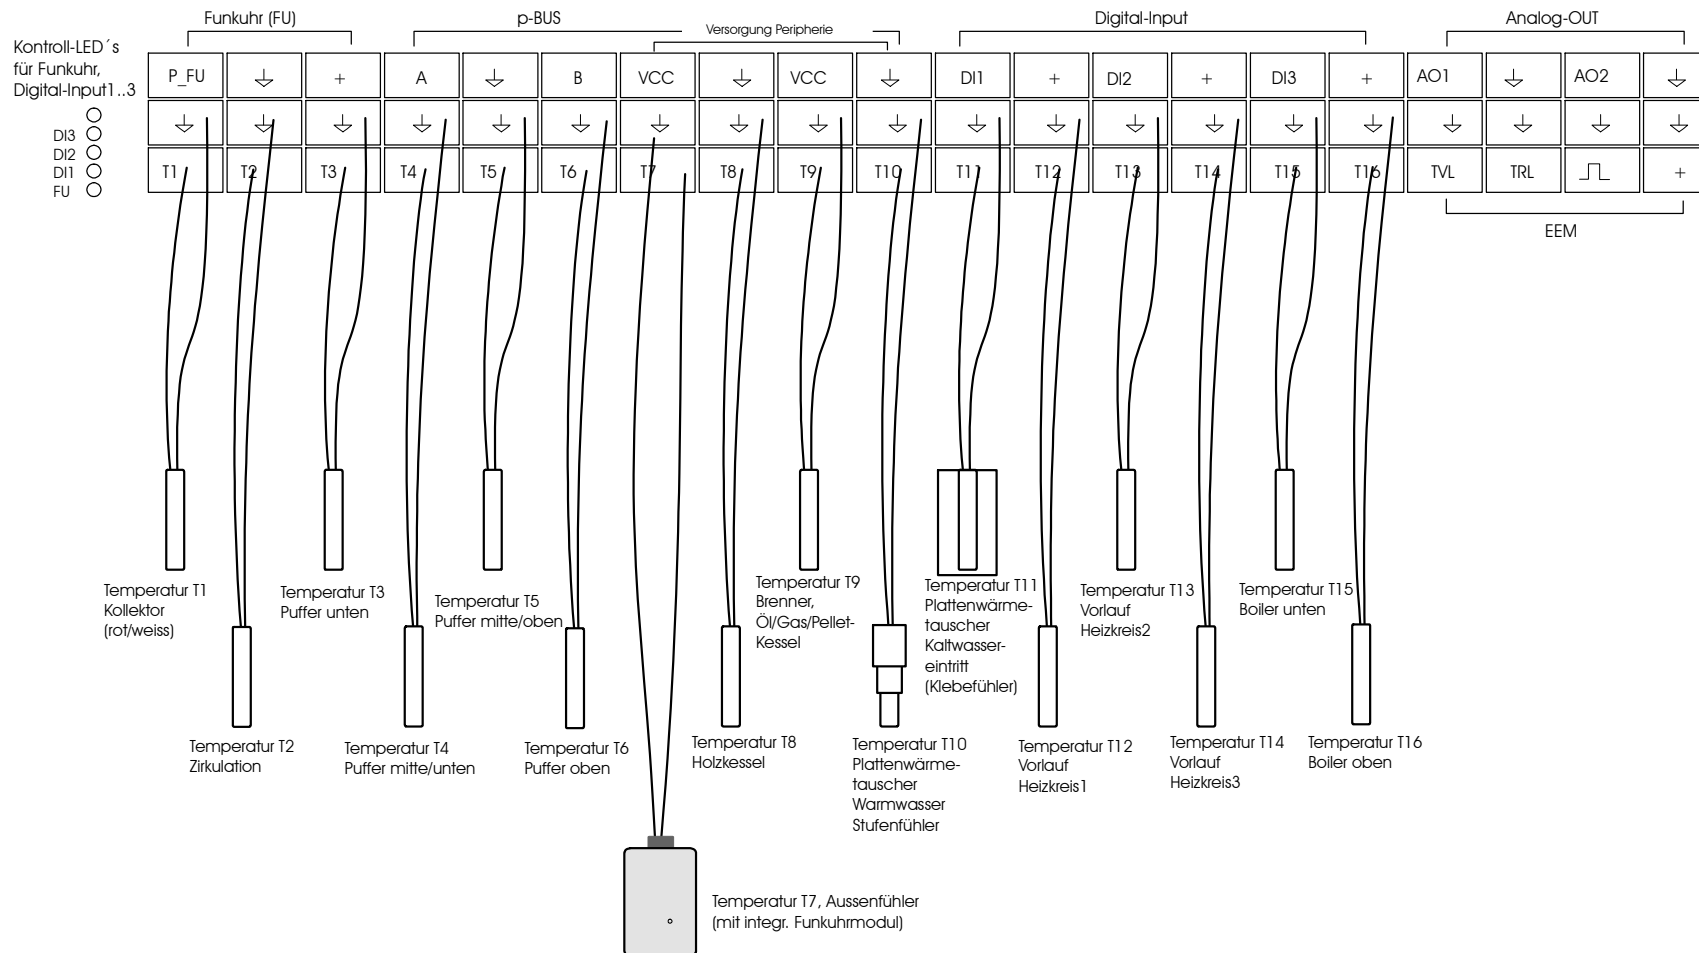 Funkuhr (FU)
p-BUS
Versorgung Peripherie
Digital-Input
Analog-OUT
Kontroll-LED´s
für Funkuhr,
Digital-Input1..3
P_FU + A B VCC VCC DI1 + DI2 + DI3 + AO1 AO2
DI3
DI2
DI1
FU
T1 T2 T3 T4 T5 T6 T7 T8 T9 T10 T11 T12 T13 T14 T15 T16 TVL TRL +
EEM
Temperatur T1
Kollektor
(rot/weiss)
Temperatur T2
Zirkulation
Temperatur T3
Puffer unten
Temperatur T4
Puffer mitte/unten
Temperatur T5
Puffer mitte/oben
Temperatur T6
Puffer oben
Temperatur T7, Aussenfühler
(mit integr. Funkuhrmodul)
Temperatur T8
Holzkessel
Temperatur T9
Brenner,
Öl/Gas/Pellet-
Kessel
Temperatur T10
Plattenwärme-
tauscher
Warmwasser
Stufenfühler
Temperatur T11
Plattenwärme-
tauscher
Kaltwasser-
eintritt
(Klebefühler)
Temperatur T12
Vorlauf
Heizkreis1
Temperatur T13
Vorlauf
Heizkreis2
Temperatur T14
Vorlauf
Heizkreis3
Temperatur T15
Boiler unten
Temperatur T16
Boiler oben